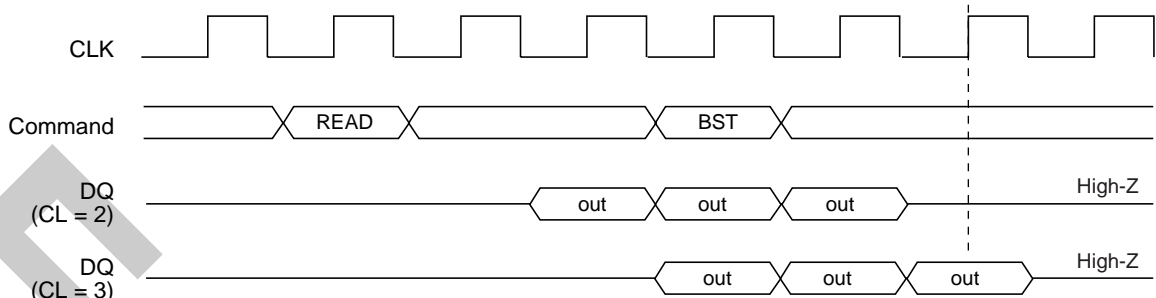 CLK
Command
READ
BST
DQ
(CL = 2)
out
out
out
High-Z
DQ
(CL = 3)
out
out
out
High-Z